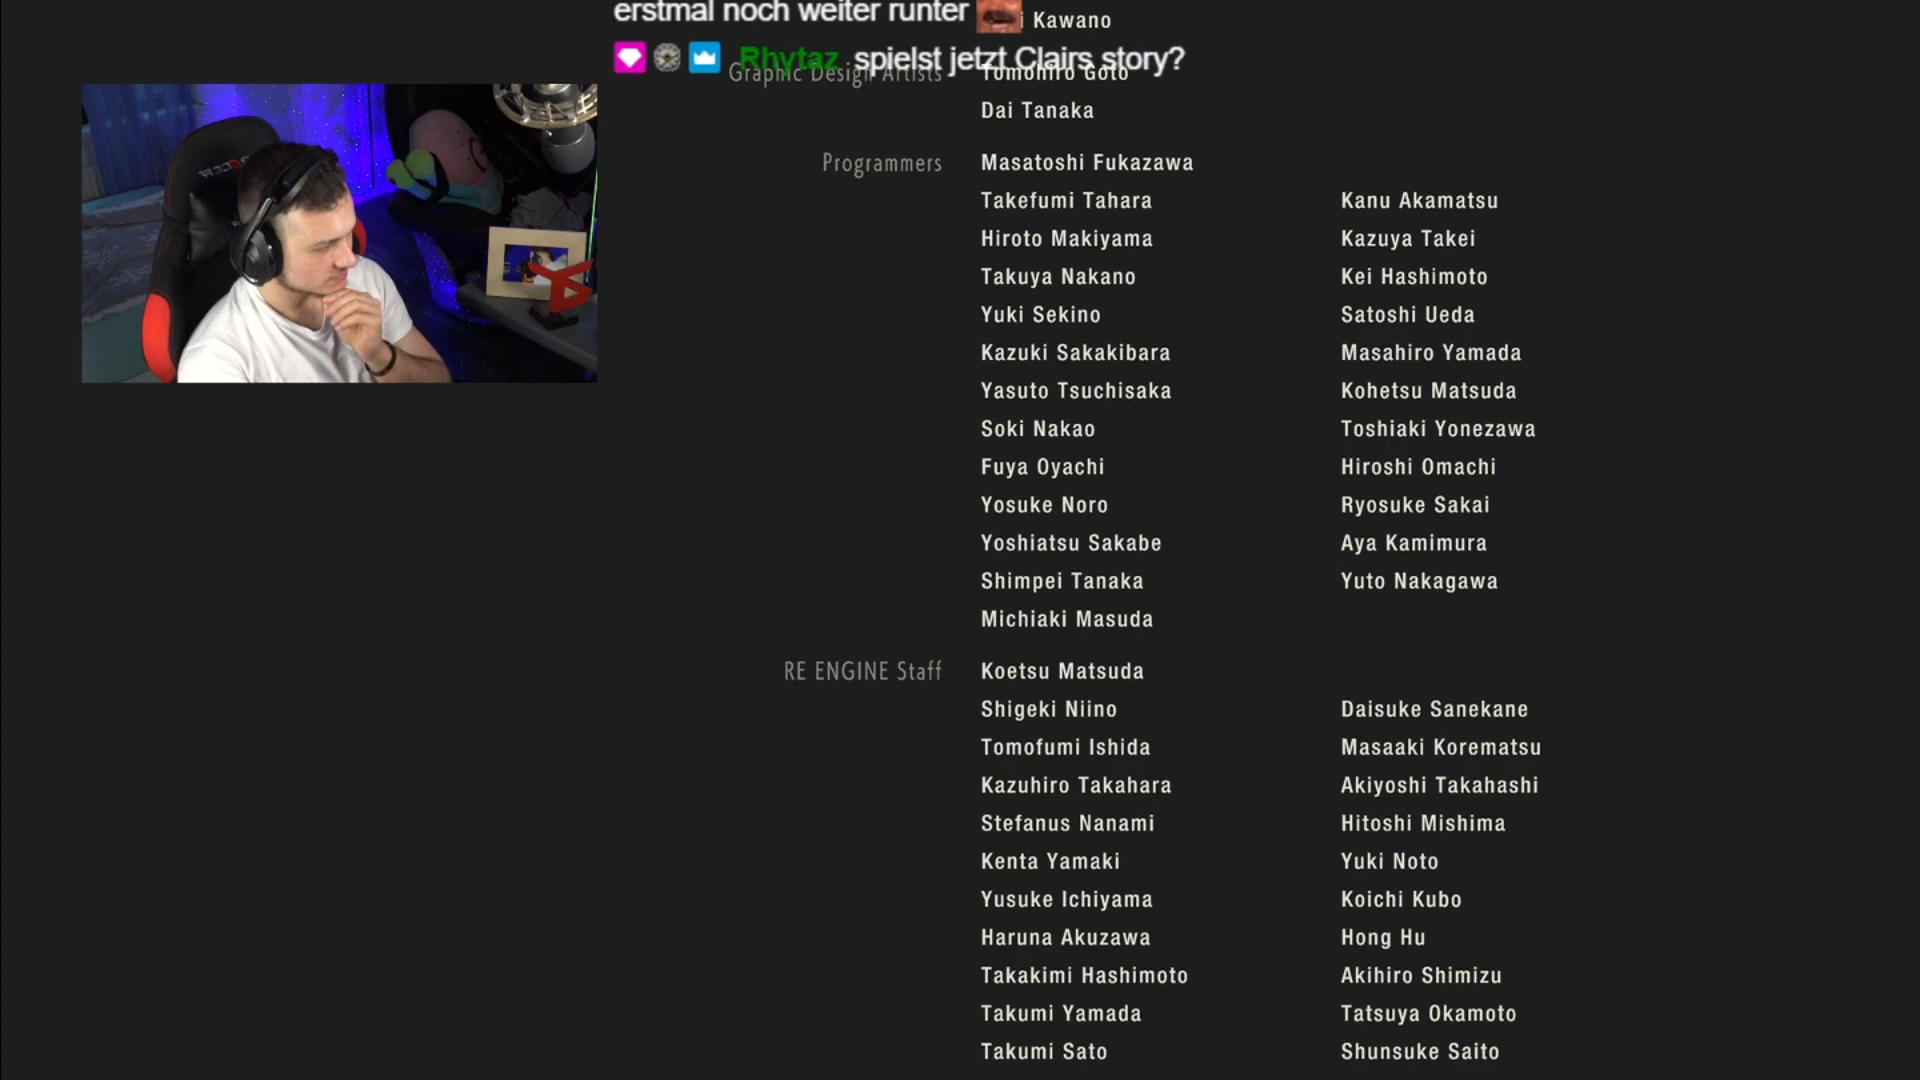 erstmal noch weiter runter
Kawano
Rhytaz spielst jetzt Clairs story?
Graphic Design Artists Tomohiro Goto
Dai Tanaka
Programmers Masatoshi Fukazawa
Takefumi Tahara Kanu Akamatsu
Hiroto Makiyama Kazuya Takei
Takuya Nakano Kei Hashimoto
Yuki Sekino Satoshi Ueda
Kazuki Sakakibara Masahiro Yamada
Yasuto Tsuchisaka Kohetsu Matsuda
Soki Nakao Toshiaki Yonezawa
Fuya Oyachi Hiroshi Omachi
Yosuke Noro Ryosuke Sakai
Yoshiatsu Sakabe Aya Kamimura
Shimpei Tanaka Yuto Nakagawa
Michiaki Masuda
RE ENGINE Staff Koetsu Matsuda
Shigeki Niino Daisuke Sanekane
Tomofumi Ishida Masaaki Korematsu
Kazuhiro Takahara Akiyoshi Takahashi
Stefanus Nanami Hitoshi Mishima
Kenta Yamaki Yuki Noto
Yusuke Ichiyama Koichi Kubo
Haruna Akuzawa Hong Hu
Takakimi Hashimoto Akihiro Shimizu
Takumi Yamada Tatsuya Okamoto
Takumi Sato Shunsuke Saito